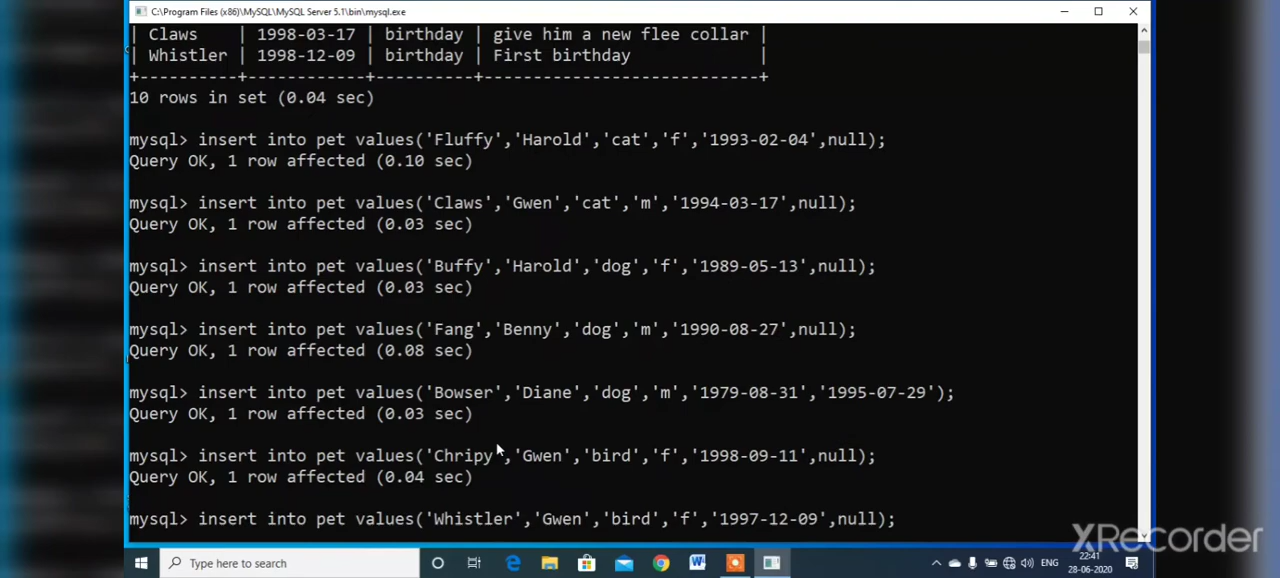 C:\Program Files (x86)\MySQL\MySQL Server 5.1\bin\mysql.exe
| Claws | 1998-03-17 | birthday | give him a new flee collar |
| Whistler | 1998-12-09 | birthday | First birthday |
+----------+------------+----------+----------------------------+
10 rows in set (0.04 sec)
mysql> insert into pet values('Fluffy','Harold','cat','f','1993-02-04',null);
Query OK, 1 row affected (0.10 sec)
mysql> insert into pet values('Claws','Gwen','cat','m','1994-03-17',null);
Query OK, 1 row affected (0.03 sec)
mysql> insert into pet values('Buffy','Harold','dog','f','1989-05-13',null);
Query OK, 1 row affected (0.03 sec)
mysql> insert into pet values('Fang','Benny','dog','m','1990-08-27',null);
Query OK, 1 row affected (0.08 sec)
mysql> insert into pet values('Bowser','Diane','dog','m','1979-08-31','1995-07-29');
Query OK, 1 row affected (0.03 sec)
mysql> insert into pet values('Chripy','Gwen','bird','f','1998-09-11',null);
Query OK, 1 row affected (0.04 sec)
mysql> insert into pet values('Whistler','Gwen','bird','f','1997-12-09',null);
XRecorder
Type here to search
ENG
22:41
28-06-2020